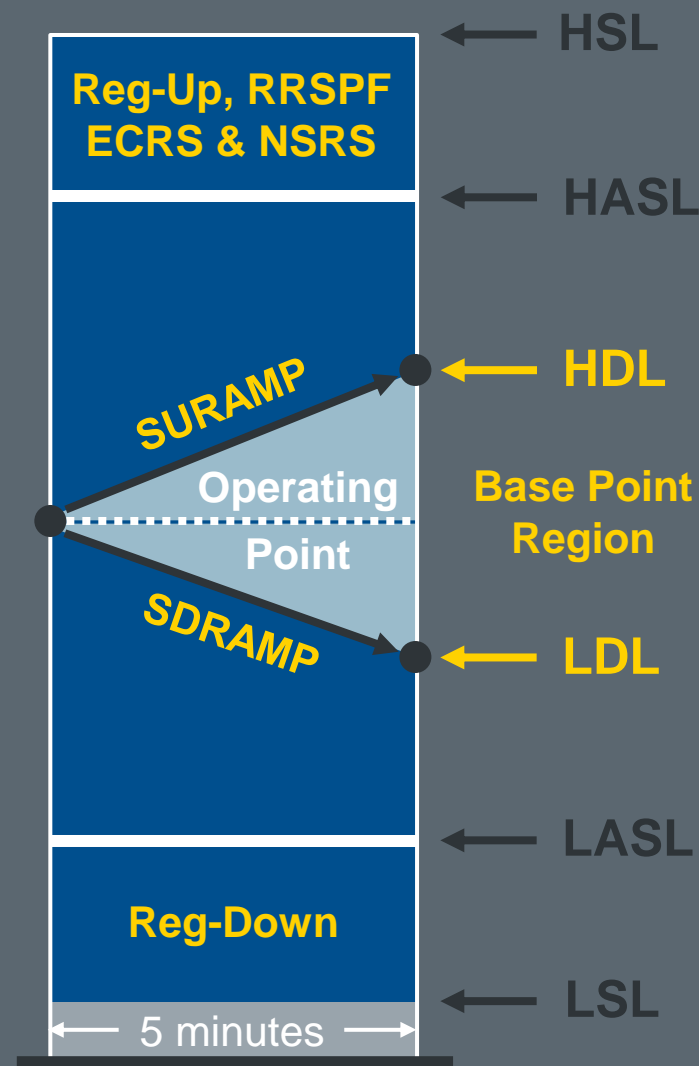 HSL
Reg-Up, RRSPF
ECRS & NSRS
HASL
HDL
SURAMP
Operating
Point
Base Point
Region
SDRAMP
LDL
LASL
Reg-Down
LSL
5 minutes